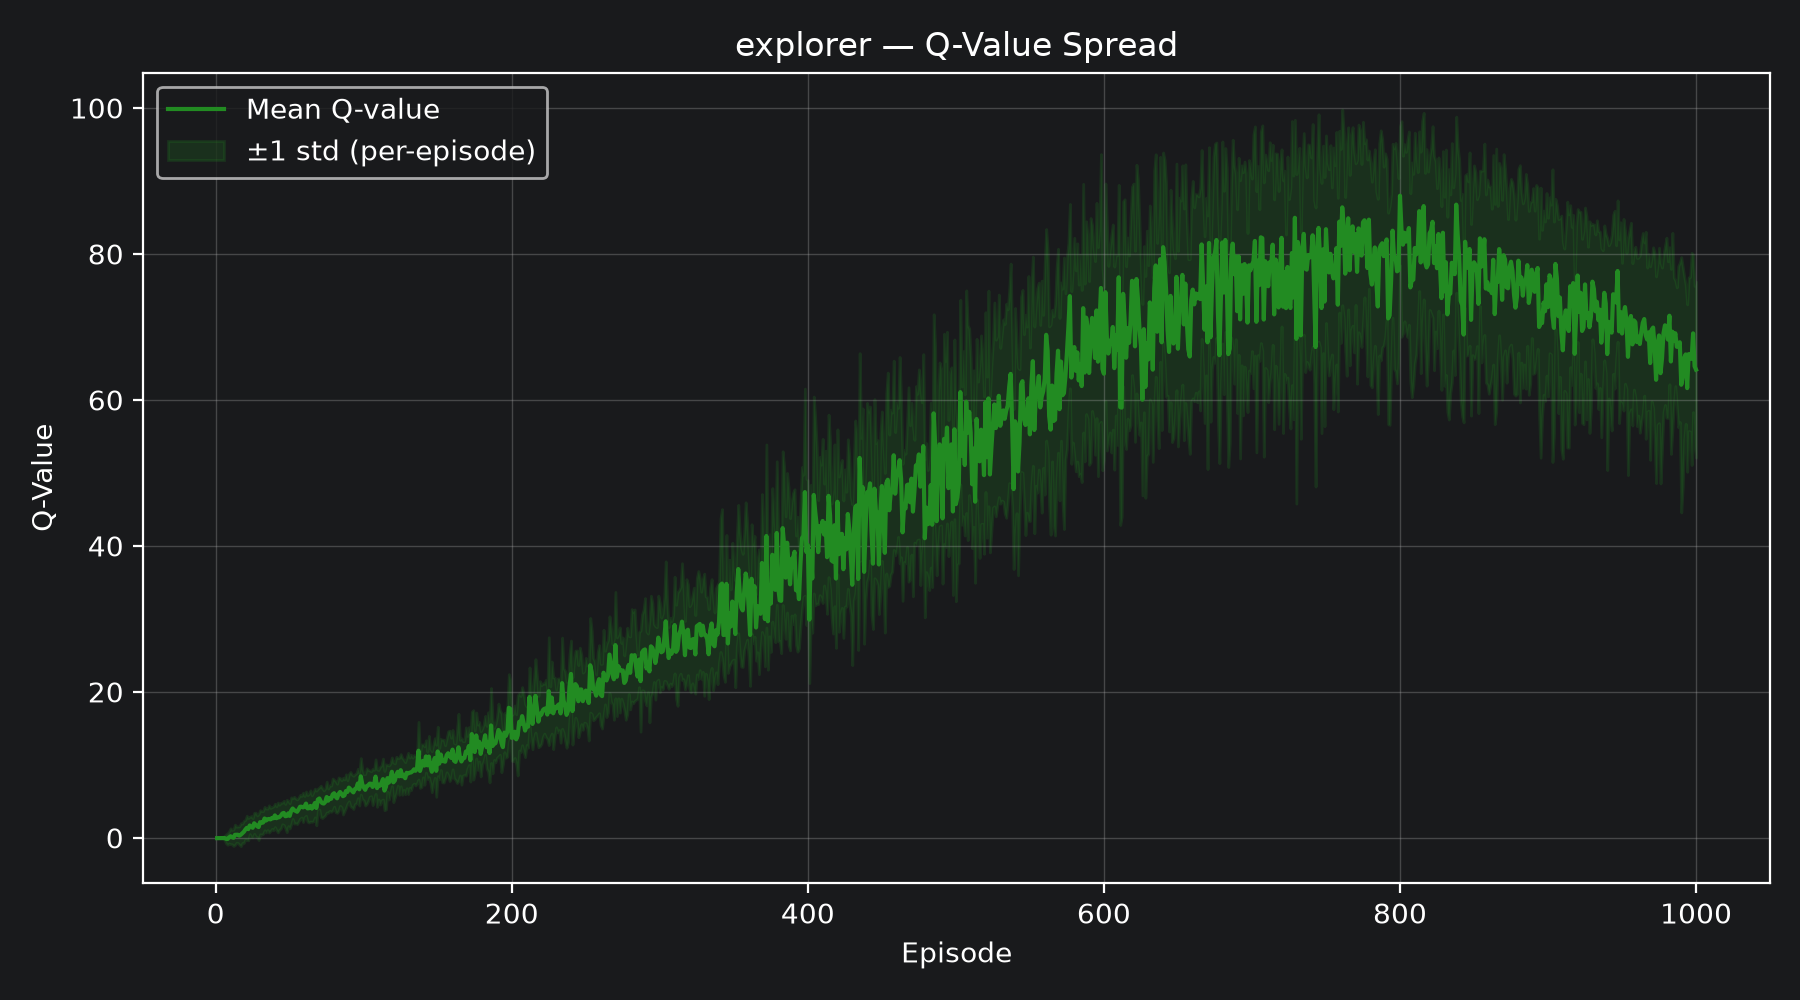 explorer — Q-Value Spread
Mean Q-value
±1 std (per-episode)
100
80
60
40
20
0
Q-Value
0 200 400 600 800 1000
Episode